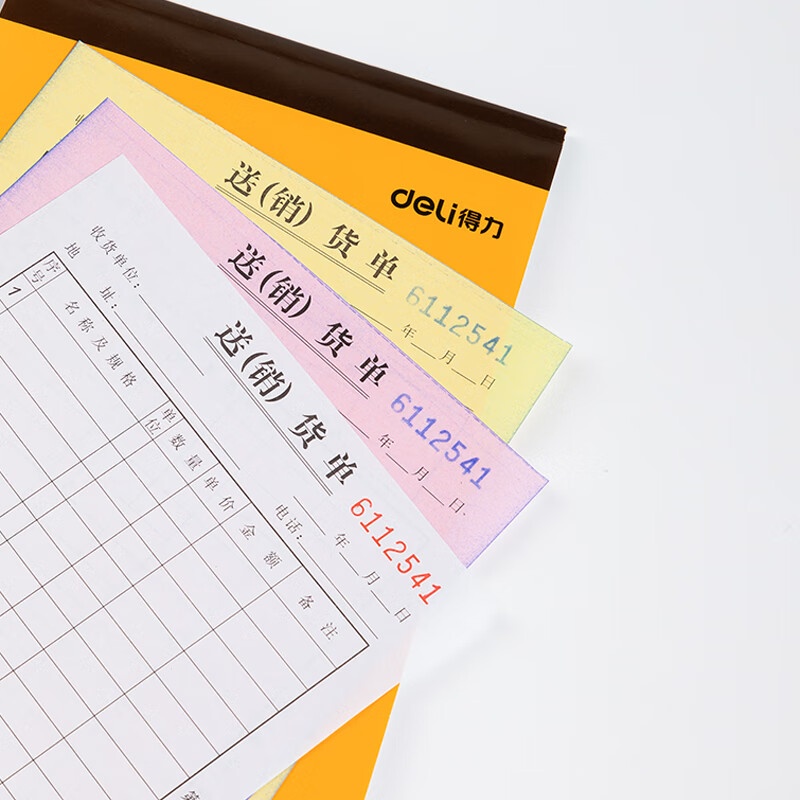 deli得力
送(销)货单
6112541
年 月 日
送(销)货单
6112541
年 月 日
送(销)货单
6112541
收货单位:
地址:
电话:
年 月 日
序号 名称及规格 单位 数量 单价 金额 备注
1
第